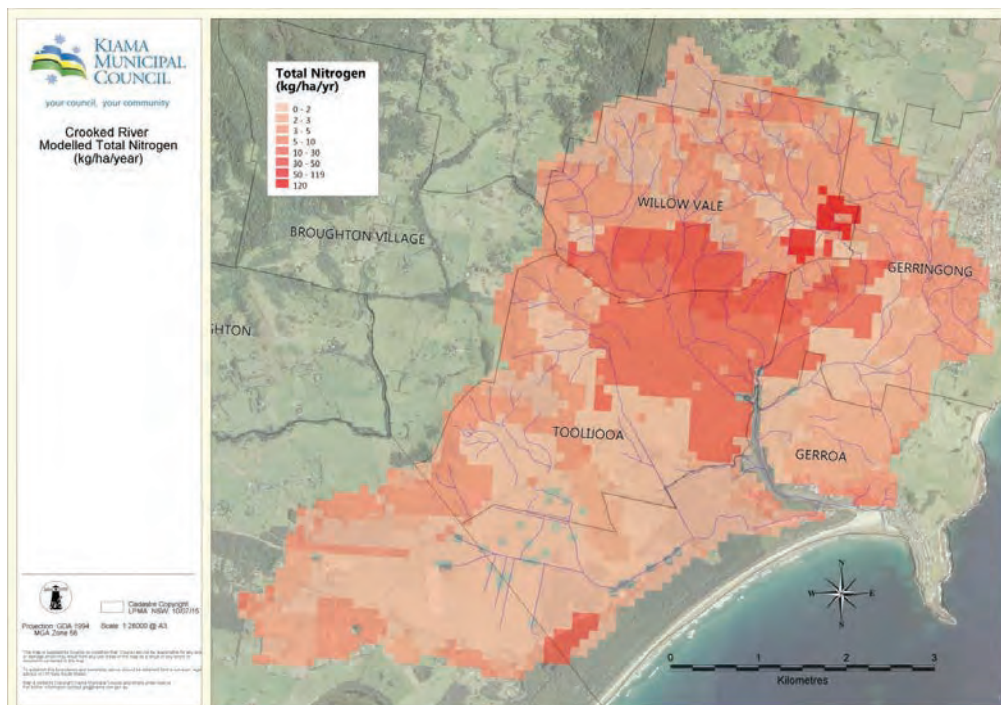 KIAMA
MUNICIPAL
COUNCIL
your council, your community
Crooked River
Modelled Total Nitrogen
(kg/ha/year)
Total Nitrogen
(kg/ha/yr)
0 - 2
2 - 3
3 - 5
5 - 10
10 - 30
30 - 50
50 - 119
120
WILLOW VALE
BROUGHTON VILLAGE
GERRINGONG
GHTON
TOOLIJOOA
GERROA
N
W E
S
0 1 2 3
Kilometres
Cadastre Copyright
LPMA NSW, 10/07/15
Projection: GDA 1994
MGA Zone 56
Scale 1:26000 @ A3